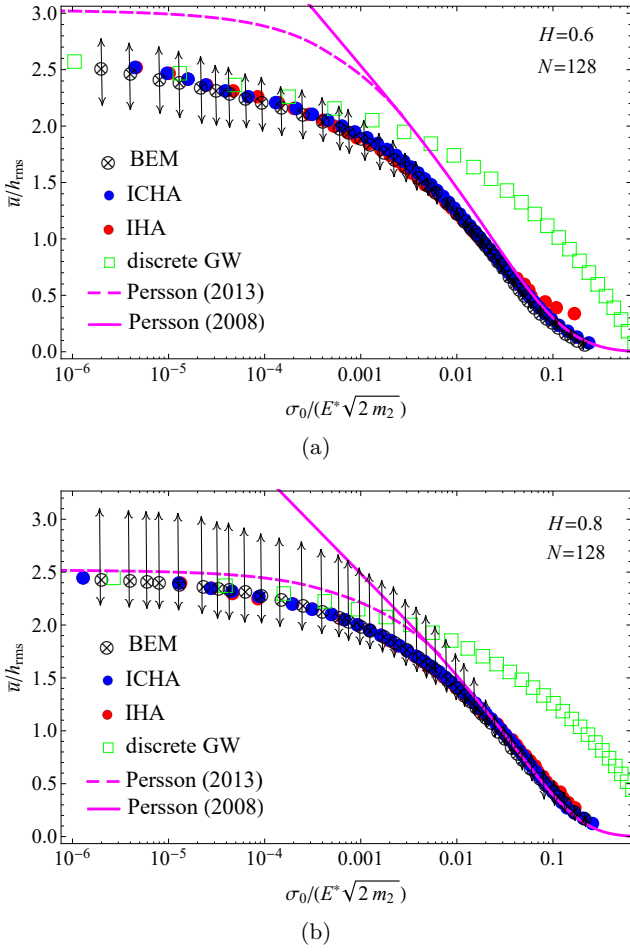 3.0
2.5
2.0
1.5
1.0
0.5
0.0
u̅/h_rms
H=0.6
N=128
BEM
ICHA
IHA
discrete GW
Persson (2013)
Persson (2008)
10⁻⁶ 10⁻⁵ 10⁻⁴ 0.001 0.01 0.1
σ₀/(E*√2 m₂)
(a)
3.0
2.5
2.0
1.5
1.0
0.5
0.0
u̅/h_rms
H=0.8
N=128
BEM
ICHA
IHA
discrete GW
Persson (2013)
Persson (2008)
10⁻⁶ 10⁻⁵ 10⁻⁴ 0.001 0.01 0.1
σ₀/(E*√2 m₂)
(b)